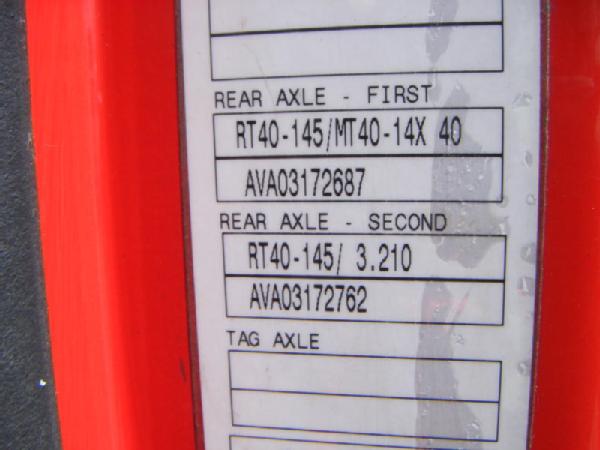 REAR AXLE - FIRST
RT40-145/MT40-14X 40
AVA03172687
REAR AXLE - SECOND
RT40-145/ 3.210
AVA03172762
TAG AXLE